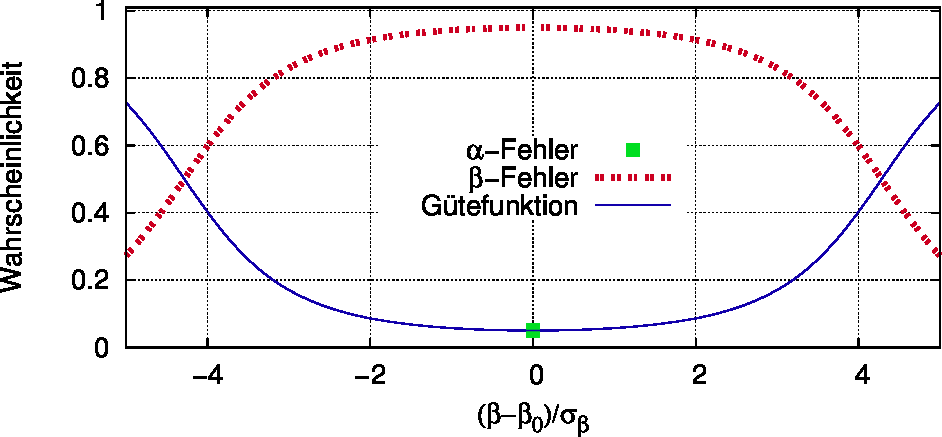 Wahrscheinlichkeit
1
0.8
0.6
0.4
0.2
0
α−Fehler
β−Fehler
Gütefunktion
−4
−2
0
2
4
(β−β₀)/σᵦ